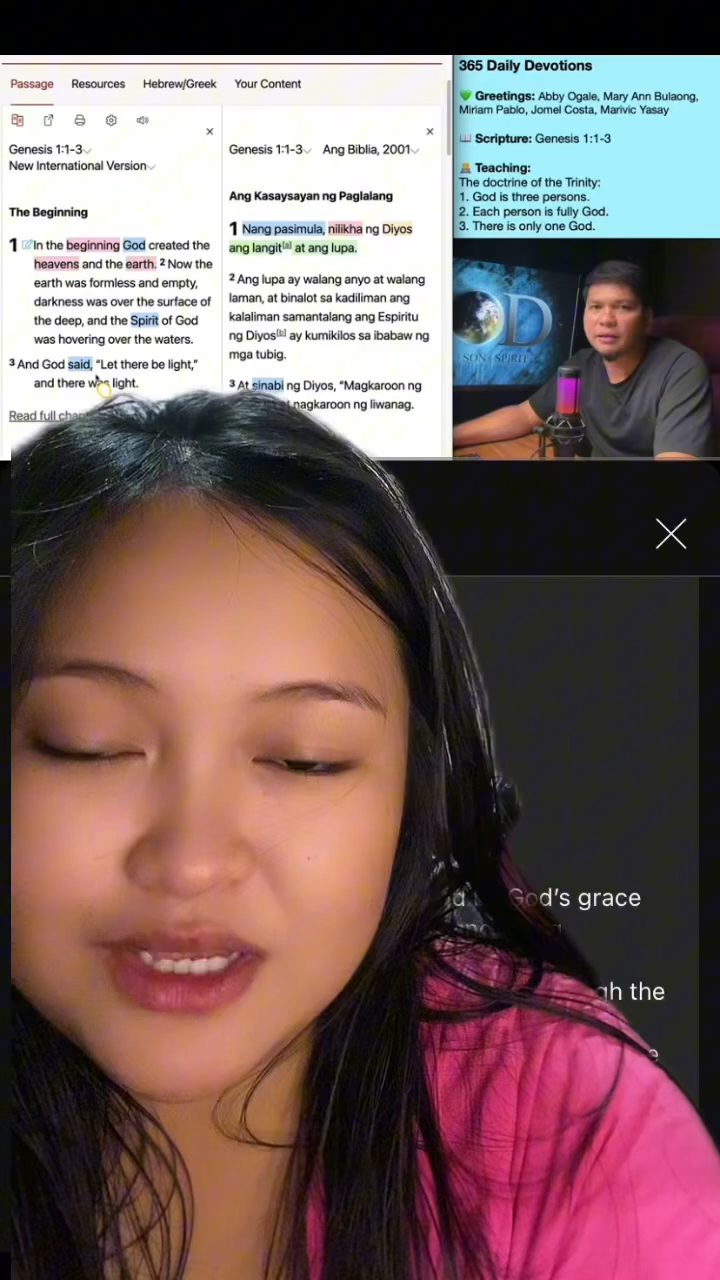 Passage Resources Hebrew/Greek Your Content
Genesis 1:1-3
New International Version
The Beginning
1 In the beginning God created the
heavens and the earth. 2 Now the
earth was formless and empty,
darkness was over the surface of
the deep, and the Spirit of God
was hovering over the waters.
3 And God said, “Let there be light,”
and there was light.
Read full
Genesis 1:1-3 Ang Biblia, 2001
Ang Kasaysayan ng Paglalang
1 Nang pasimula, nilikha ng Diyos
ang langit[a] at ang lupa.
2 Ang lupa ay walang anyo at walang
laman, at binalot sa kadiliman ang
kalaliman samantalang ang Espiritu
ng Diyos[b] ay kumikilos sa ibabaw ng
mga tubig.
3 At sinabi ng Diyos, “Magkaroon ng
nagkaroon ng liwanag.
365 Daily Devotions
💚 Greetings: Abby Ogale, Mary Ann Bulaong,
Miriam Pablo, Jomel Costa, Marivic Yasay
📖 Scripture: Genesis 1:1-3
Teaching:
The doctrine of the Trinity:
1. God is three persons.
2. Each person is fully God.
3. There is only one God.
SON SPIRIT
God’s grace
the